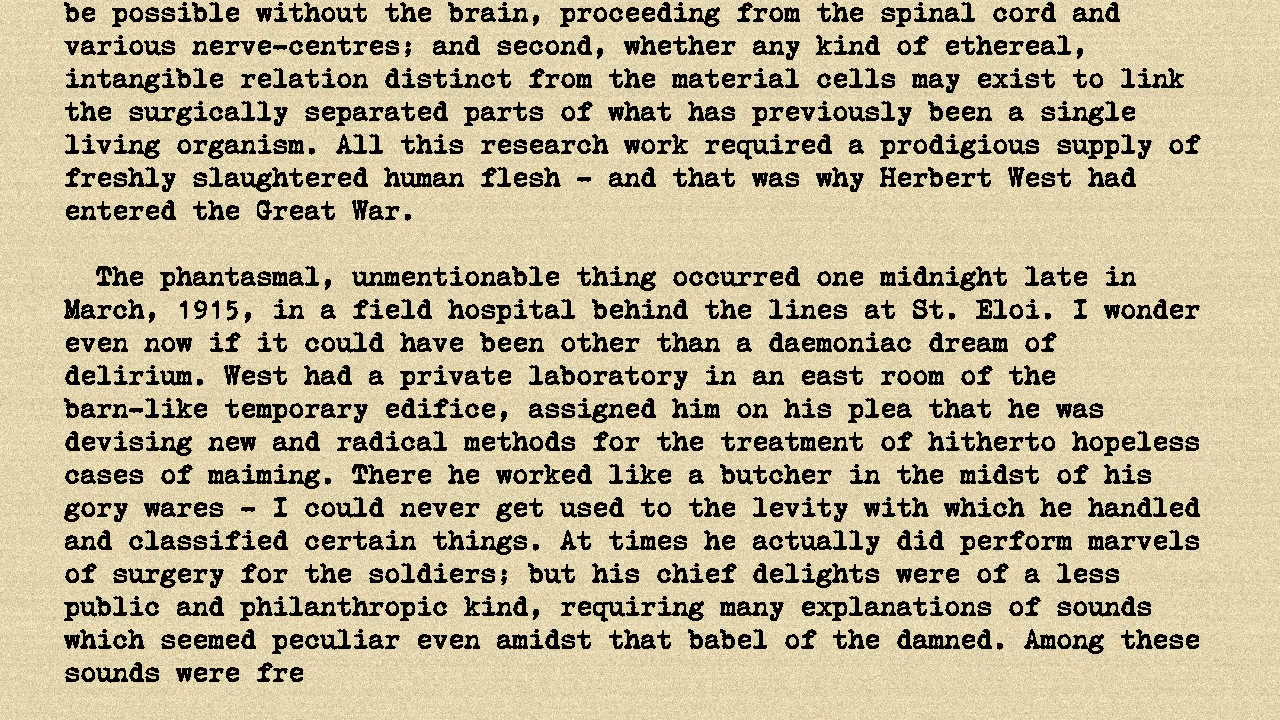 be possible without the brain, proceeding from the spinal cord and
various nerve-centres; and second, whether any kind of ethereal,
intangible relation distinct from the material cells may exist to link
the surgically separated parts of what has previously been a single
living organism. All this research work required a prodigious supply of
freshly slaughtered human flesh - and that was why Herbert West had
entered the Great War.
The phantasmal, unmentionable thing occurred one midnight late in
March, 1915, in a field hospital behind the lines at St. Eloi. I wonder
even now if it could have been other than a daemoniac dream of
delirium. West had a private laboratory in an east room of the
barn-like temporary edifice, assigned him on his plea that he was
devising new and radical methods for the treatment of hitherto hopeless
cases of maiming. There he worked like a butcher in the midst of his
gory wares - I could never get used to the levity with which he handled
and classified certain things. At times he actually did perform marvels
of surgery for the soldiers; but his chief delights were of a less
public and philanthropic kind, requiring many explanations of sounds
which seemed peculiar even amidst that babel of the damned. Among these
sounds were fre